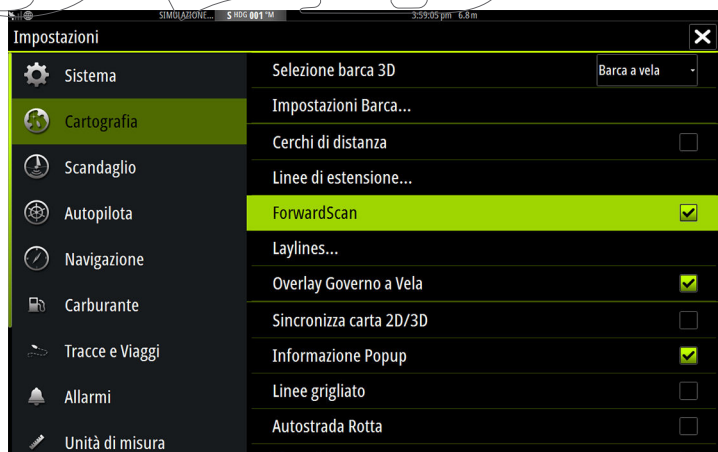 SIMULAZIONE... S HDG 001 °M 3:59:05 pm 6.8 m
Impostazioni
Sistema
Cartografia
Scandaglio
Autopilota
Navigazione
Carburante
Tracce e Viaggi
Allarmi
Unità di misura
Selezione barca 3D Barca a vela
Impostazioni Barca...
Cerchi di distanza
Linee di estensione...
ForwardScan
Laylines...
Overlay Governo a Vela
Sincronizza carta 2D/3D
Informazione Popup
Linee grigliato
Autostrada Rotta